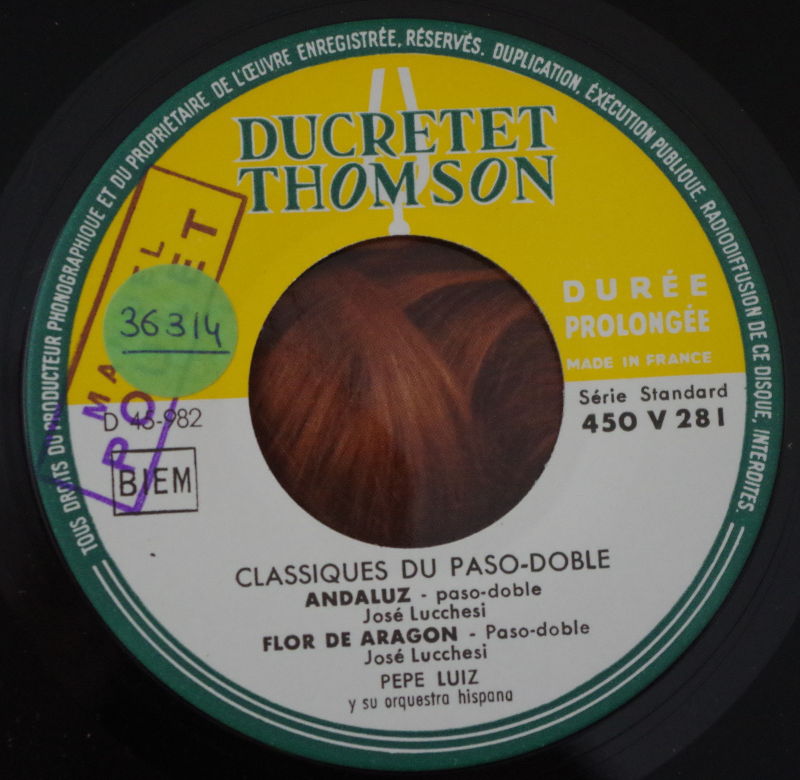 TOUS DROITS DU PRODUCTEUR PHONOGRAPHIQUE ET DU PROPRIÉTAIRE DE L'ŒUVRE ENREGISTRÉE, RÉSERVÉS. DUPLICATION, EXÉCUTION PUBLIQUE. RADIODIFFUSION DE CE DISQUE, INTERDITES.
DUCRETET
THOMSON
36314
DURÉE
PROLONGÉE
MADE IN FRANCE
Série Standard
450 V 281
D 45-982
BIEM
CLASSIQUES DU PASO-DOBLE
ANDALUZ - paso-doble
José Lucchesi
FLOR DE ARAGON - Paso-doble
José Lucchesi
PEPE LUIZ
y su orquestra hispana